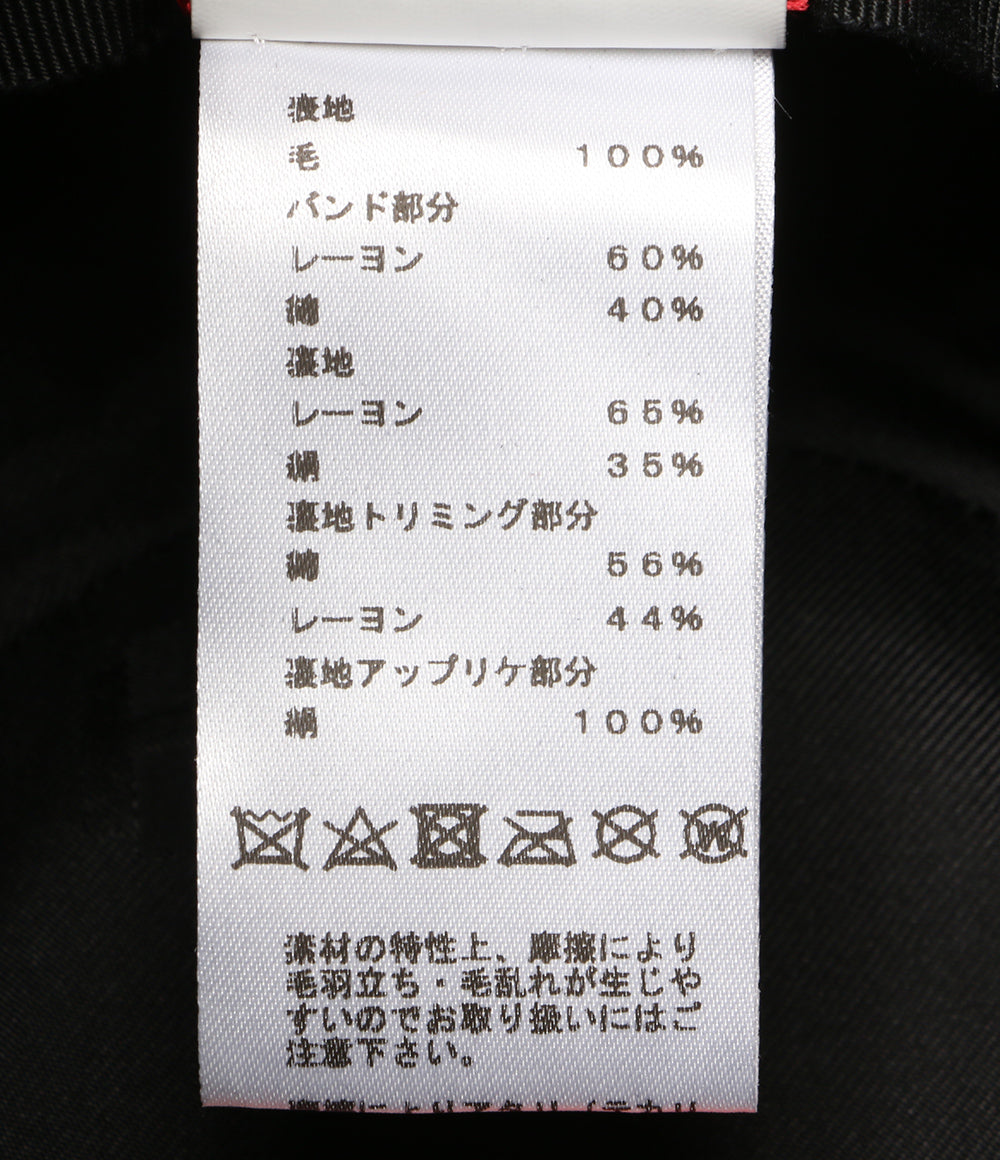 表地
毛 １００％
バンド部分
レーヨン ６０％
綿 ４０％
裏地
レーヨン ６５％
絹 ３５％
裏地トリミング部分
綿 ５６％
レーヨン ４４％
裏地アップリケ部分
絹 １００％
W
素材の特性上、摩擦により
毛羽立ち・毛乱れが生じや
すいのでお取り扱いにはご
注意下さい。